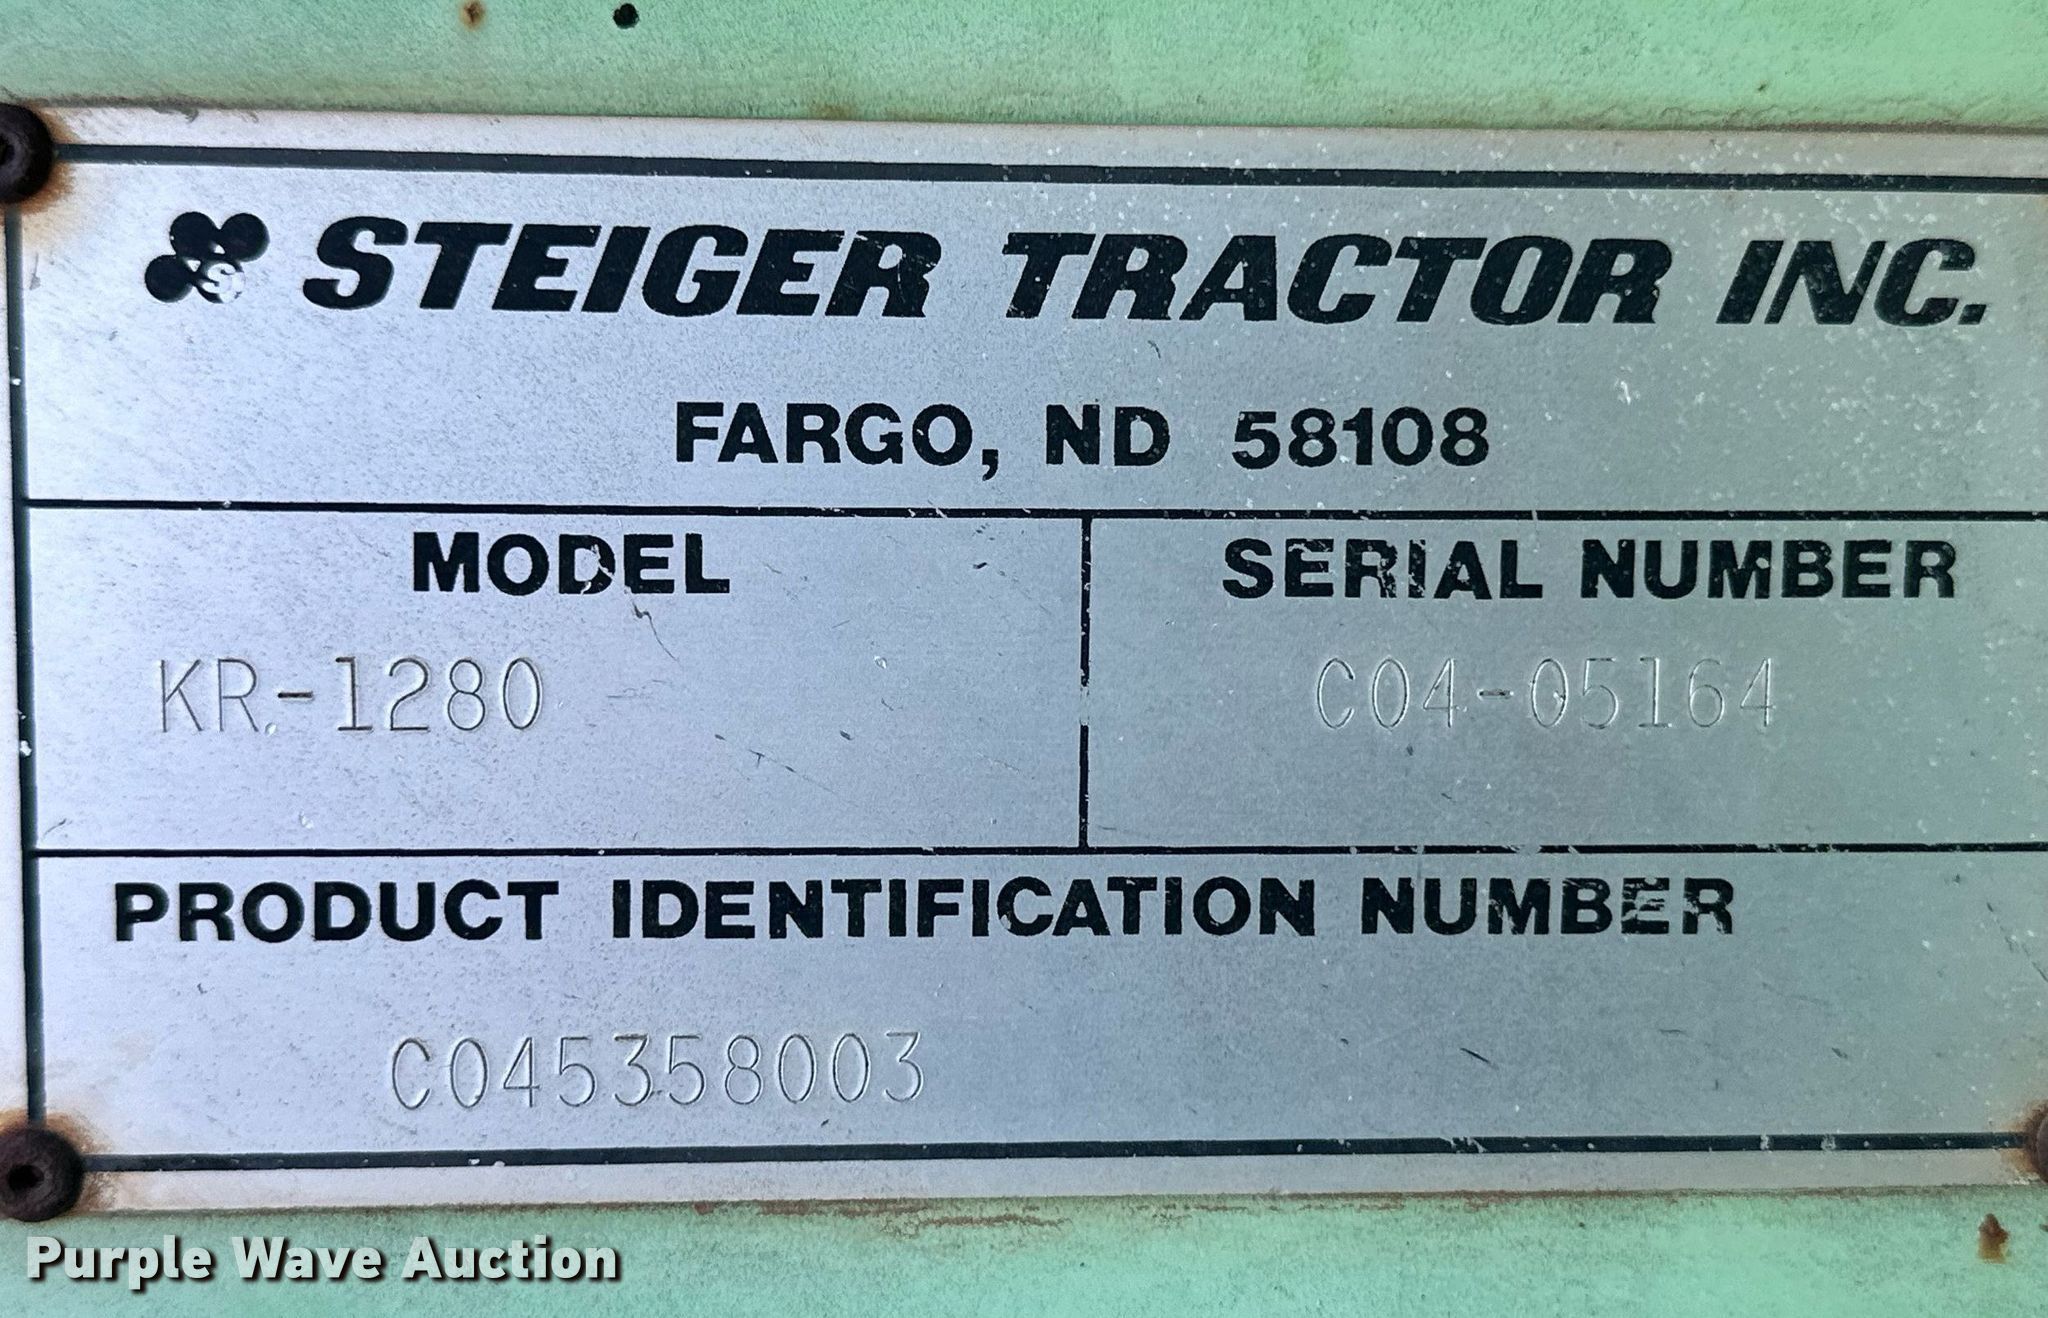 STEIGER TRACTOR INC.
FARGO, ND 58108
MODEL
KR-1280
SERIAL NUMBER
C04-05164
PRODUCT IDENTIFICATION NUMBER
C045358003
Purple Wave Auction